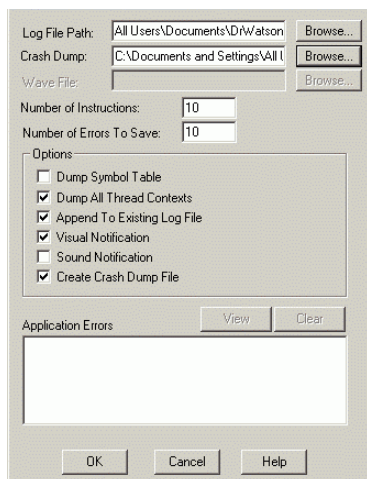 Log File Path: All Users\Documents\DrWatson Browse...
Crash Dump: C:\Documents and Settings\All Browse...
Wave File: Browse...
Number of Instructions: 10
Number of Errors To Save: 10
Options
Dump Symbol Table
Dump All Thread Contexts
Append To Existing Log File
Visual Notification
Sound Notification
Create Crash Dump File
Application Errors View Clear
OK Cancel Help